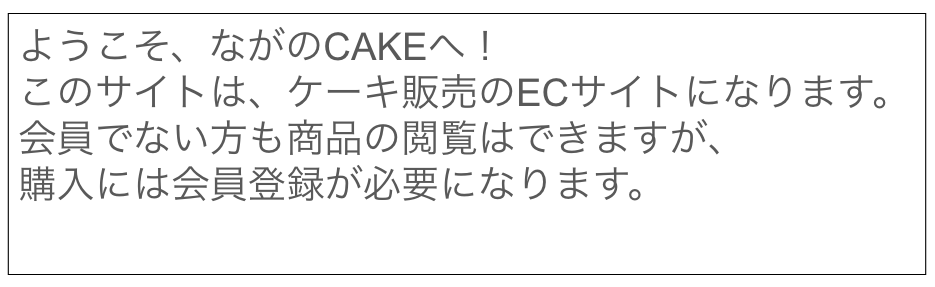 ようこそ、ながのCAKEへ！
このサイトは、ケーキ販売のECサイトになります。
会員でない方も商品の閲覧はできますが、
購入には会員登録が必要になります。